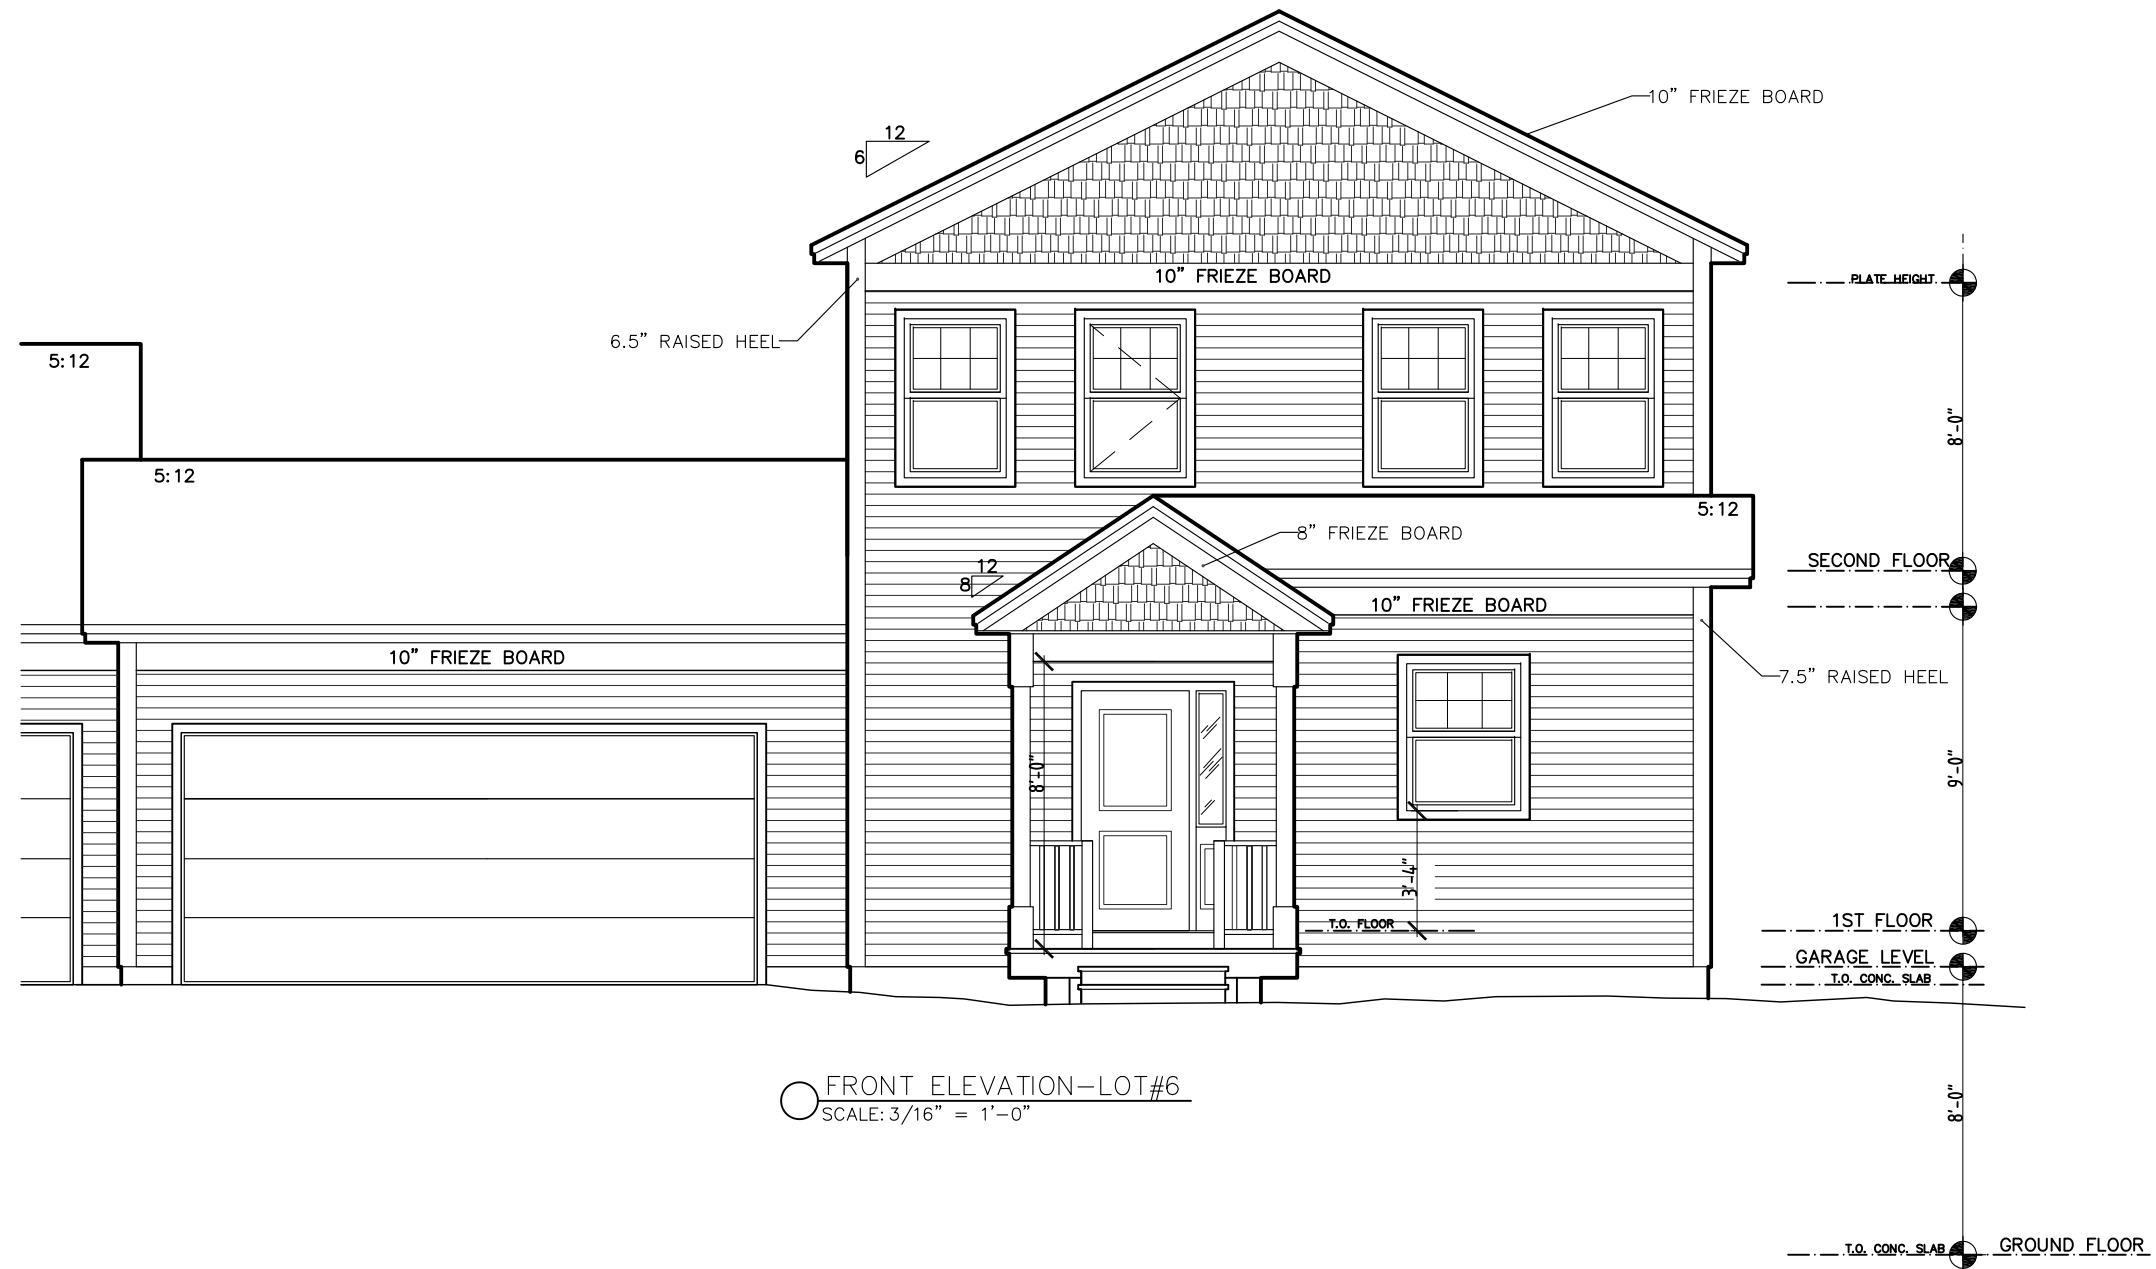 10” FRIEZE BOARD
12
6
10” FRIEZE BOARD
PLATE HEIGHT
6.5” RAISED HEEL
5:12
8'-0"
5:12
5:12
8” FRIEZE BOARD
SECOND FLOOR
12
8
10” FRIEZE BOARD
10” FRIEZE BOARD
7.5” RAISED HEEL
8'-0"
9'-0"
3'-4"
T.O. FLOOR
1ST FLOOR
GARAGE LEVEL
T.O. CONC. SLAB
FRONT ELEVATION–LOT#6
SCALE: 3/16” = 1'–0”
8'-0"
T.O. CONC. SLAB
GROUND FLOOR